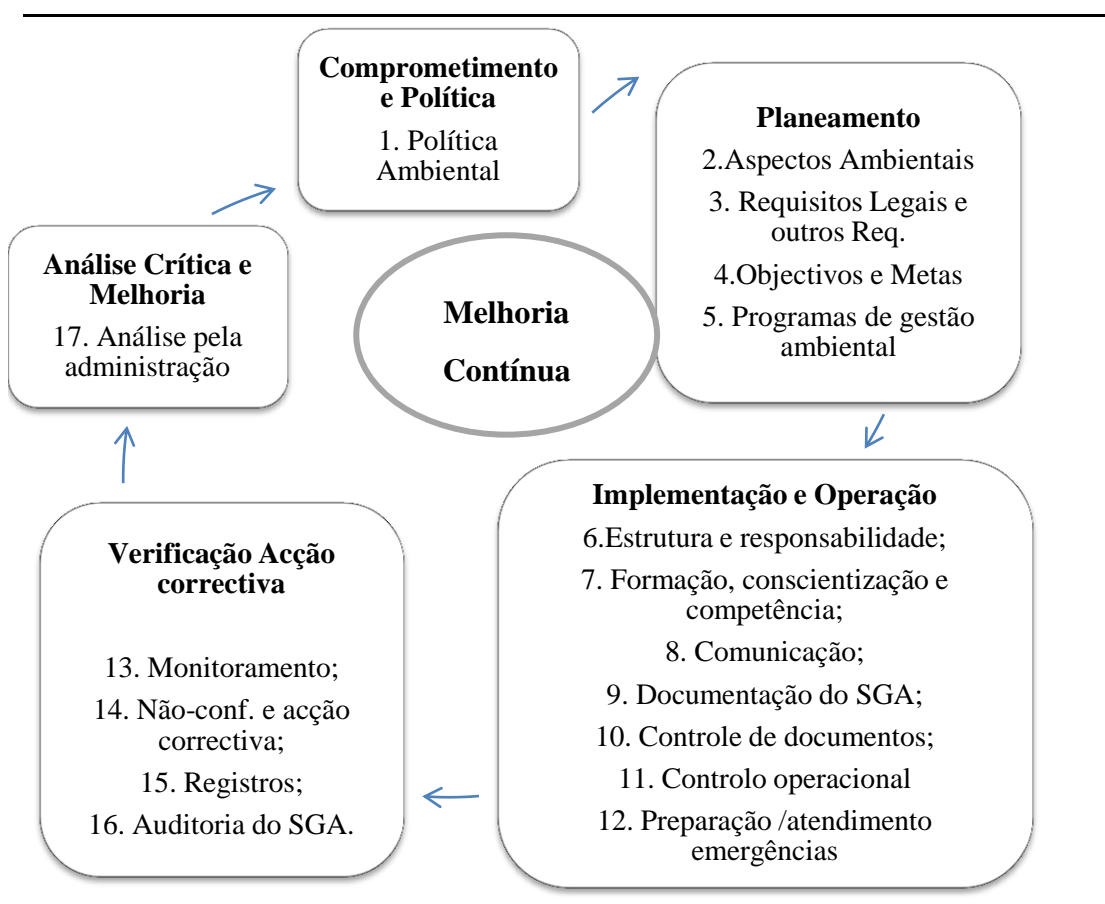 Comprometimento
e Política
1. Política
Ambiental
Planeamento
2.Aspectos Ambientais
3. Requisitos Legais e
outros Req.
4.Objectivos e Metas
5. Programas de gestão
ambiental
Análise Crítica e
Melhoria
17. Análise pela
administração
Melhoria
Contínua
Implementação e Operação
6.Estrutura e responsabilidade;
7. Formação, conscientização e
competência;
8. Comunicação;
9. Documentação do SGA;
10. Controle de documentos;
11. Controlo operacional
12. Preparação /atendimento
emergências
Verificação Acção
correctiva
13. Monitoramento;
14. Não-conf. e acção
correctiva;
15. Registros;
16. Auditoria do SGA.